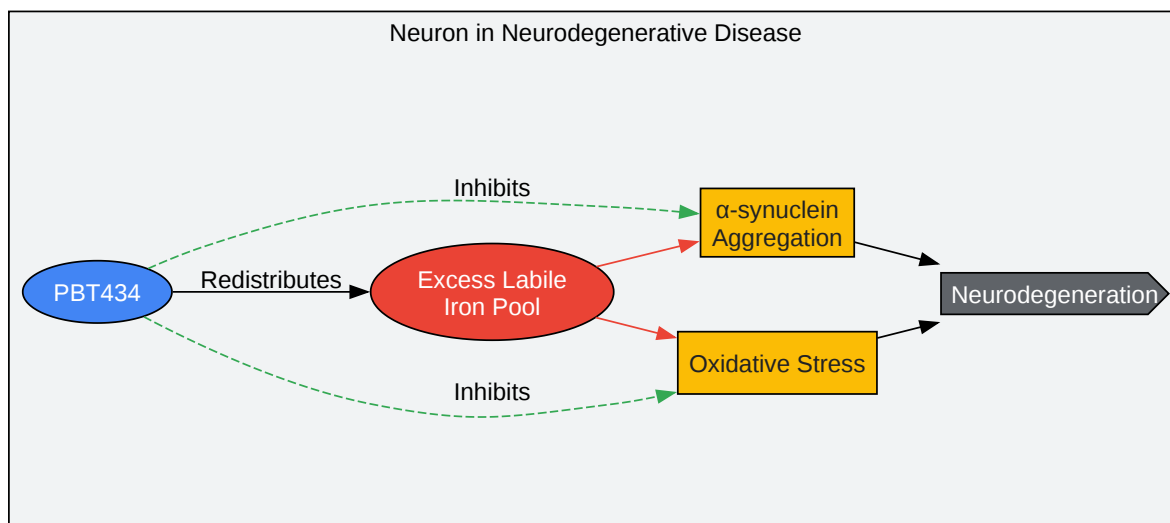 Neuron in Neurodegenerative Disease
Inhibits
α-synuclein
Aggregation
PBT434
Redistributes
Excess Labile
Iron Pool
Neurodegeneration
Oxidative Stress
Inhibits